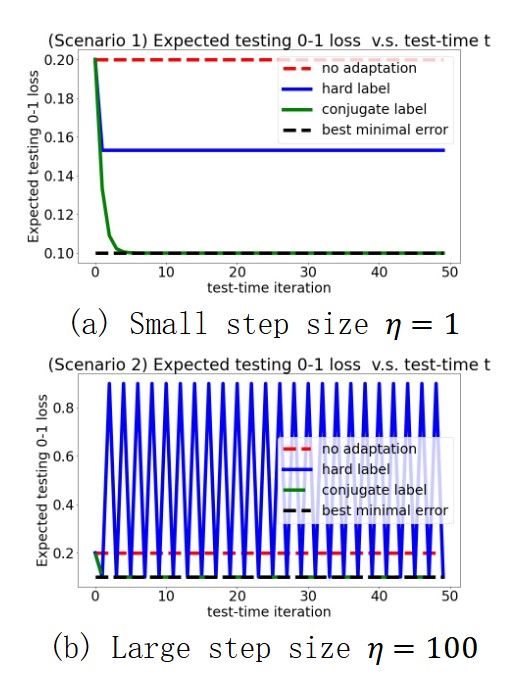 (Scenario 1) Expected testing 0-1 loss v.s. test-time t
Expected testing 0-1 loss
0.20
0.18
0.16
0.14
0.12
0.10
no adaptation
hard label
conjugate label
best minimal error
0 10 20 30 40 50
test-time iteration
(a) Small step size η = 1
(Scenario 2) Expected testing 0-1 loss v.s. test-time t
Expected testing 0-1 loss
0.8
0.6
0.4
0.2
no adaptation
hard label
conjugate label
best minimal error
0 10 20 30 40 50
test-time iteration
(b) Large step size η = 100